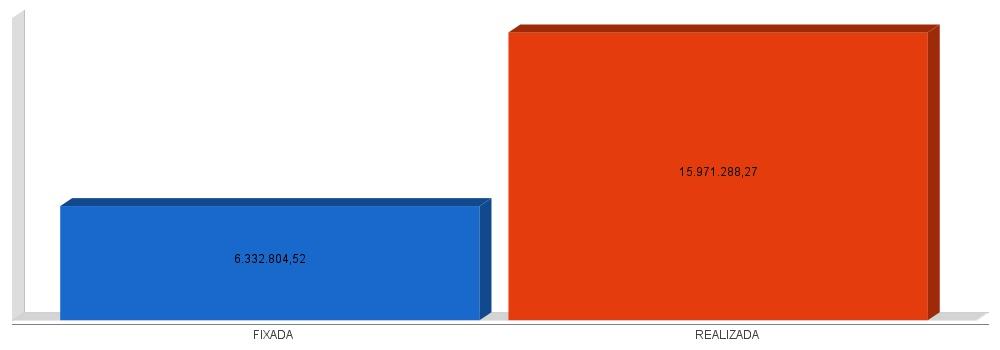 15.971.288,27
6.332.804,52
FIXADA
REALIZADA